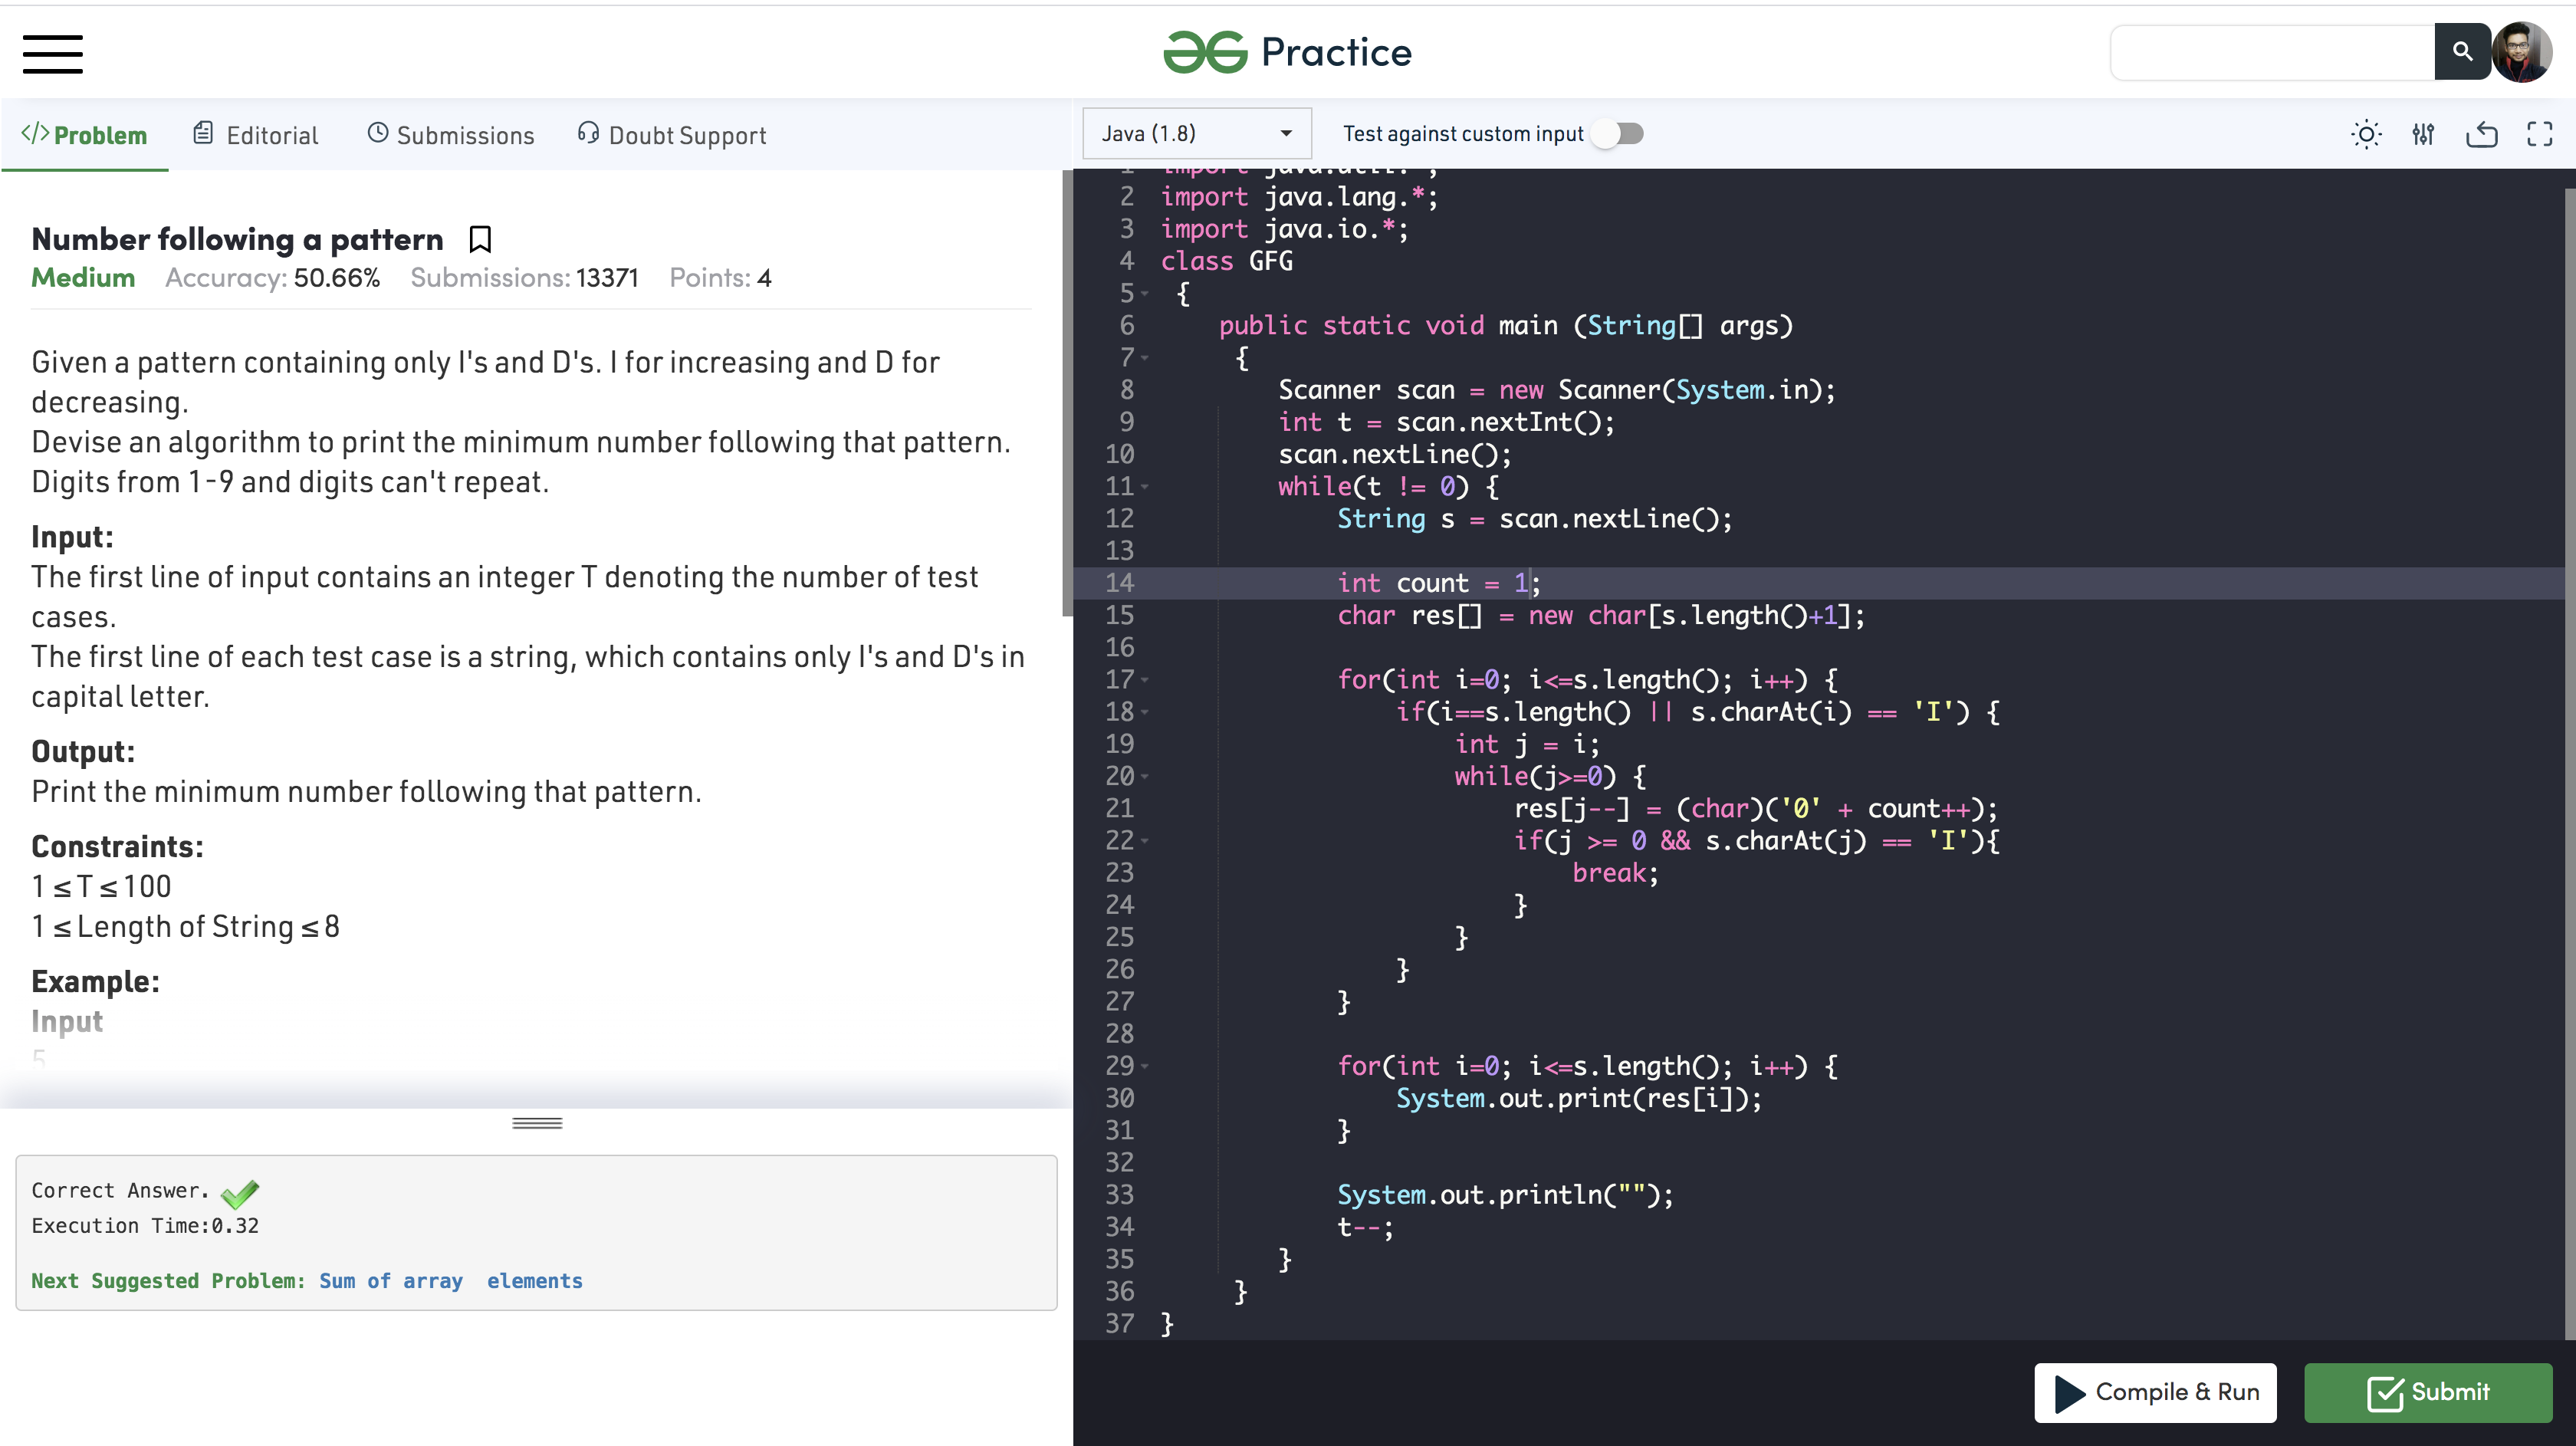 Practice
</>Problem
Editorial
Submissions
Doubt Support
Number following a pattern
Medium Accuracy: 50.66% Submissions: 13371 Points: 4
Given a pattern containing only I's and D's. I for increasing and D for
decreasing.
Devise an algorithm to print the minimum number following that pattern.
Digits from 1-9 and digits can't repeat.
Input:
The first line of input contains an integer T denoting the number of test
cases.
The first line of each test case is a string, which contains only I's and D's in
capital letter.
Output:
Print the minimum number following that pattern.
Constraints:
1 ≤ T ≤ 100
1 ≤ Length of String ≤ 8
Example:
Input
5
Correct Answer.
Execution Time:0.32
Next Suggested Problem: Sum of array  elements
Java (1.8)
Test against custom input
1 import java.util.*;
2 import java.lang.*;
3 import java.io.*;
4 class GFG
5 {
6 public static void main (String[] args)
7 {
8 Scanner scan = new Scanner(System.in);
9 int t = scan.nextInt();
10 scan.nextLine();
11 while(t != 0) {
12 String s = scan.nextLine();
13
14 int count = 1;
15 char res[] = new char[s.length()+1];
16
17 for(int i=0; i<=s.length(); i++) {
18 if(i==s.length() || s.charAt(i) == 'I') {
19 int j = i;
20 while(j>=0) {
21 res[j--] = (char)('0' + count++);
22 if(j >= 0 && s.charAt(j) == 'I'){
23 break;
24 }
25 }
26 }
27 }
28
29 for(int i=0; i<=s.length(); i++) {
30 System.out.print(res[i]);
31 }
32
33 System.out.println("");
34 t--;
35 }
36 }
37 }
Compile & Run
Submit